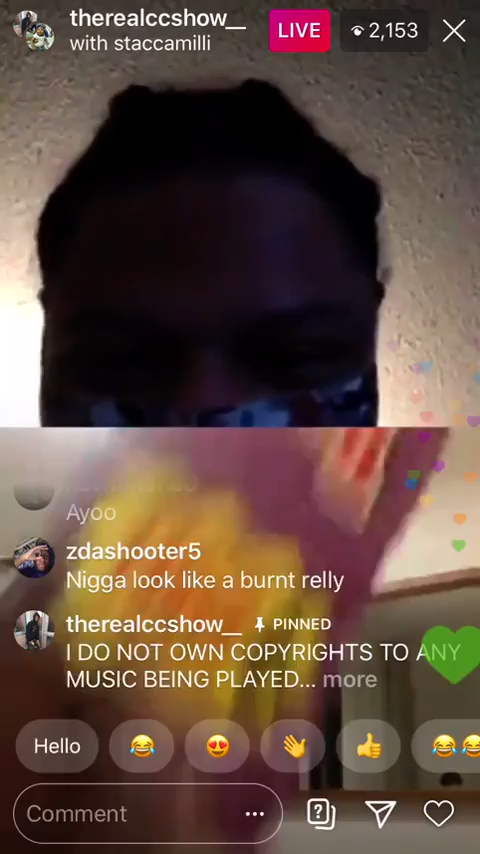 therealccshow__
with staccamilli
LIVE
2,153
Ayoo
zdashooter5
Nigga look like a burnt relly
therealccshow__ PINNED
I DO NOT OWN COPYRIGHTS TO ANY
MUSIC BEING PLAYED... more
Hello
Comment